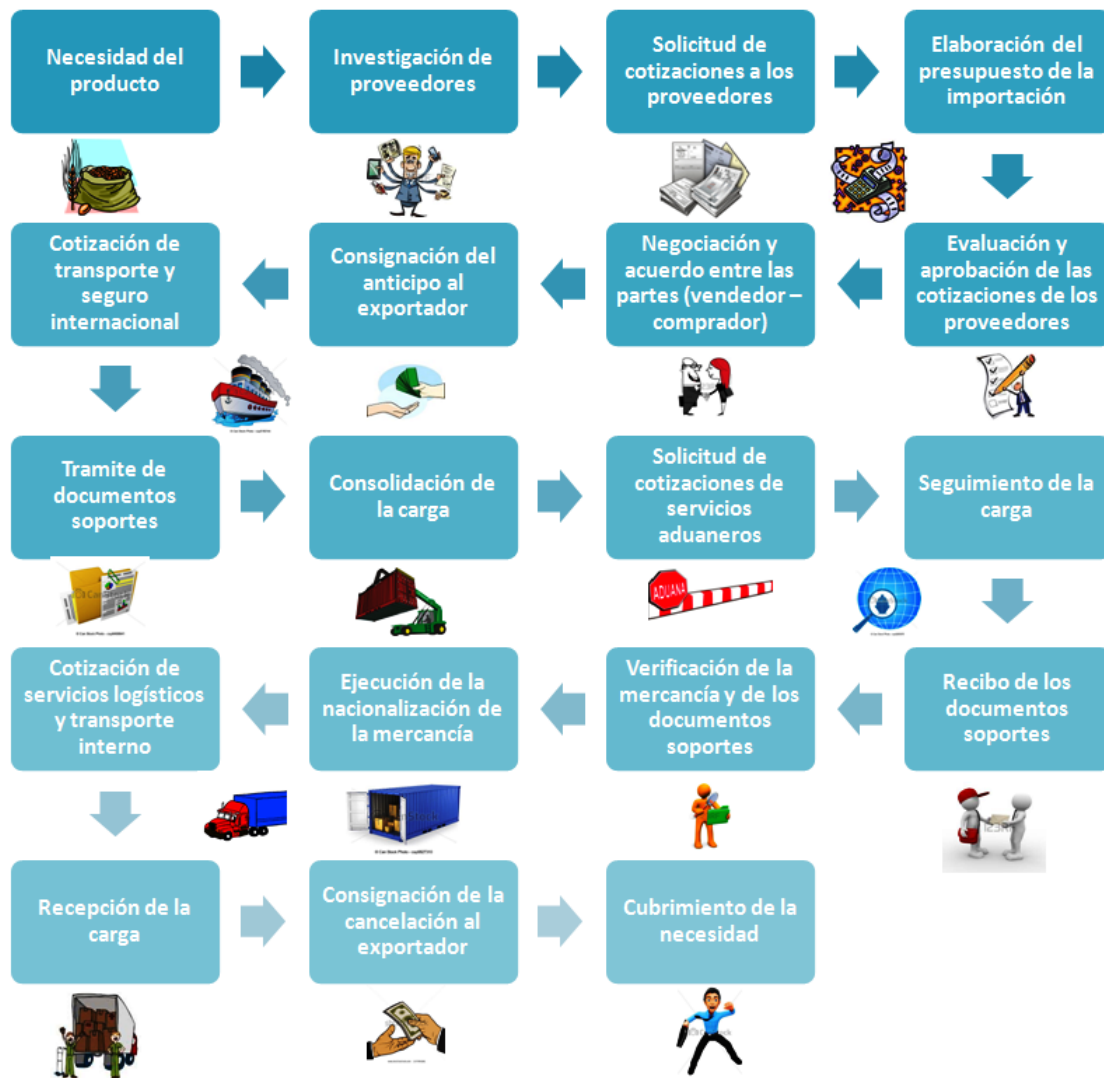 Necesidad del
producto
Investigación de
proveedores
Solicitud de
cotizaciones a los
proveedores
Elaboración del
presupuesto de la
importación
Evaluación y
aprobación de las
cotizaciones de los
proveedores
Negociación y
acuerdo entre las
partes (vendedor –
comprador)
Consignación del
anticipo al
exportador
Cotización de
transporte y
seguro
internacional
Tramite de
documentos
soportes
Consolidación de
la carga
Solicitud de
cotizaciones de
servicios
aduaneros
ADUANA
Seguimiento de la
carga
Recibo de los
documentos
soportes
Verificación de la
mercancía y de los
documentos
soportes
Ejecución de la
nacionalización de
la mercancía
Cotización de
servicios logísticos
y transporte
interno
Recepción de la
carga
Consignación de la
cancelación al
exportador
Cubrimiento de la
necesidad